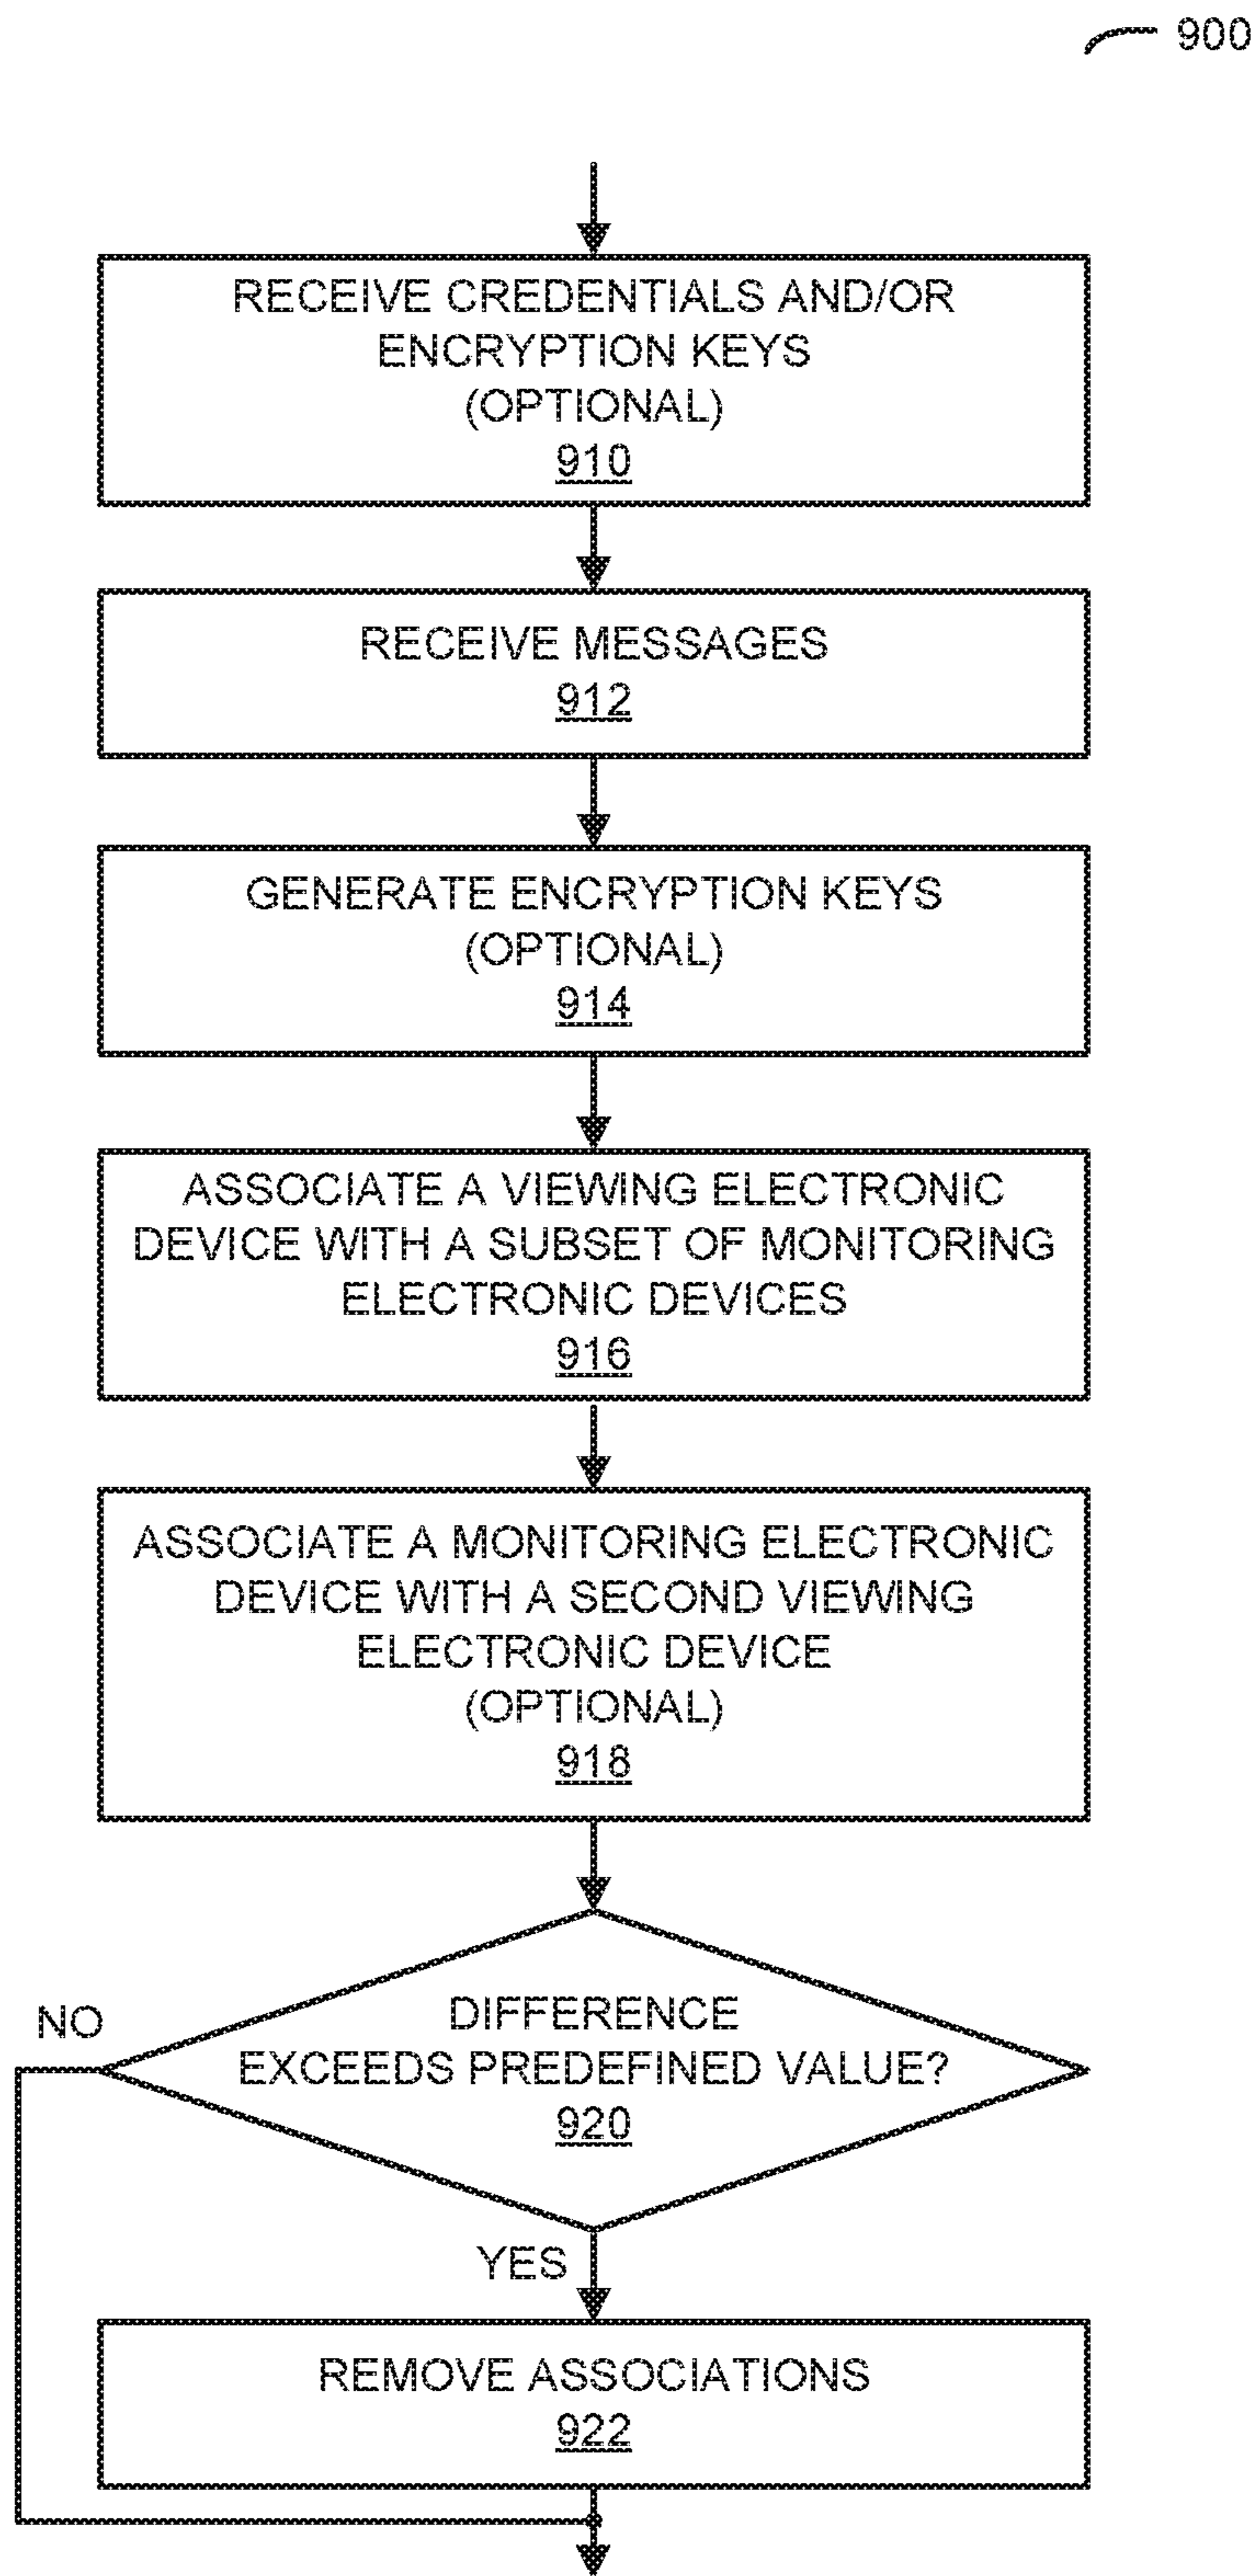 900
RECEIVE CREDENTIALS AND/OR
ENCRYPTION KEYS
(OPTIONAL)
910
RECEIVE MESSAGES
912
GENERATE ENCRYPTION KEYS
(OPTIONAL)
914
ASSOCIATE A VIEWING ELECTRONIC
DEVICE WITH A SUBSET OF MONITORING
ELECTRONIC DEVICES
916
ASSOCIATE A MONITORING ELECTRONIC
DEVICE WITH A SECOND VIEWING
ELECTRONIC DEVICE
(OPTIONAL)
918
NO
DIFFERENCE
EXCEEDS PREDEFINED VALUE?
920
YES
REMOVE ASSOCIATIONS
922